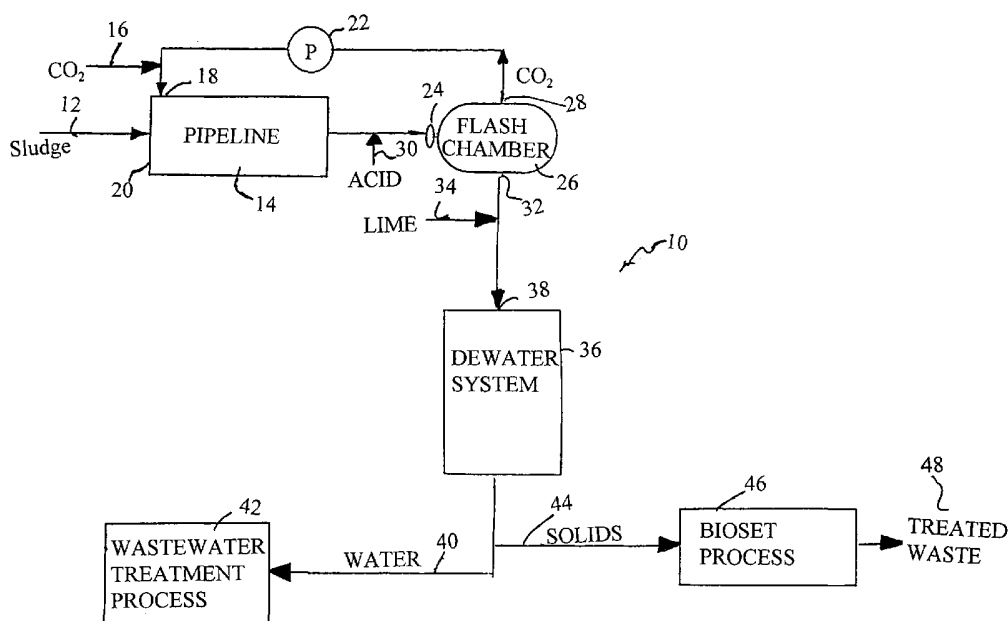 16
22
P
CO₂
CO₂
18
28
24
12
Sludge
PIPELINE
FLASH
CHAMBER
30
ACID
26
20
14
34
32
LIME
10
38
DEWATER
SYSTEM
36
42
WASTEWATER
TREATMENT
PROCESS
WATER
40
44
SOLIDS
46
BIOSET
PROCESS
48
TREATED
WASTE